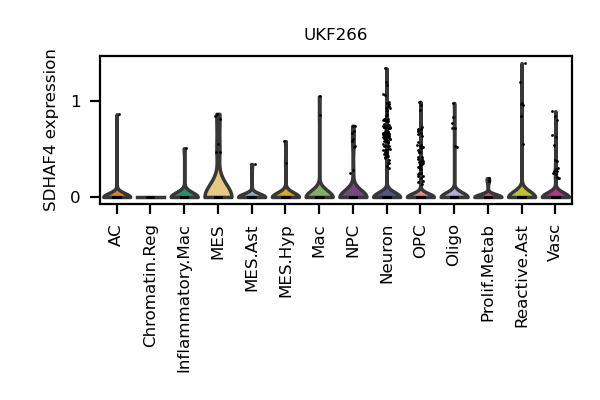 UKF266
SDHAF4 expression
1
0
AC
Chromatin.Reg
Inflammatory.Mac
MES
MES.Ast
MES.Hyp
Mac
NPC
Neuron
OPC
Oligo
Prolif.Metab
Reactive.Ast
Vasc